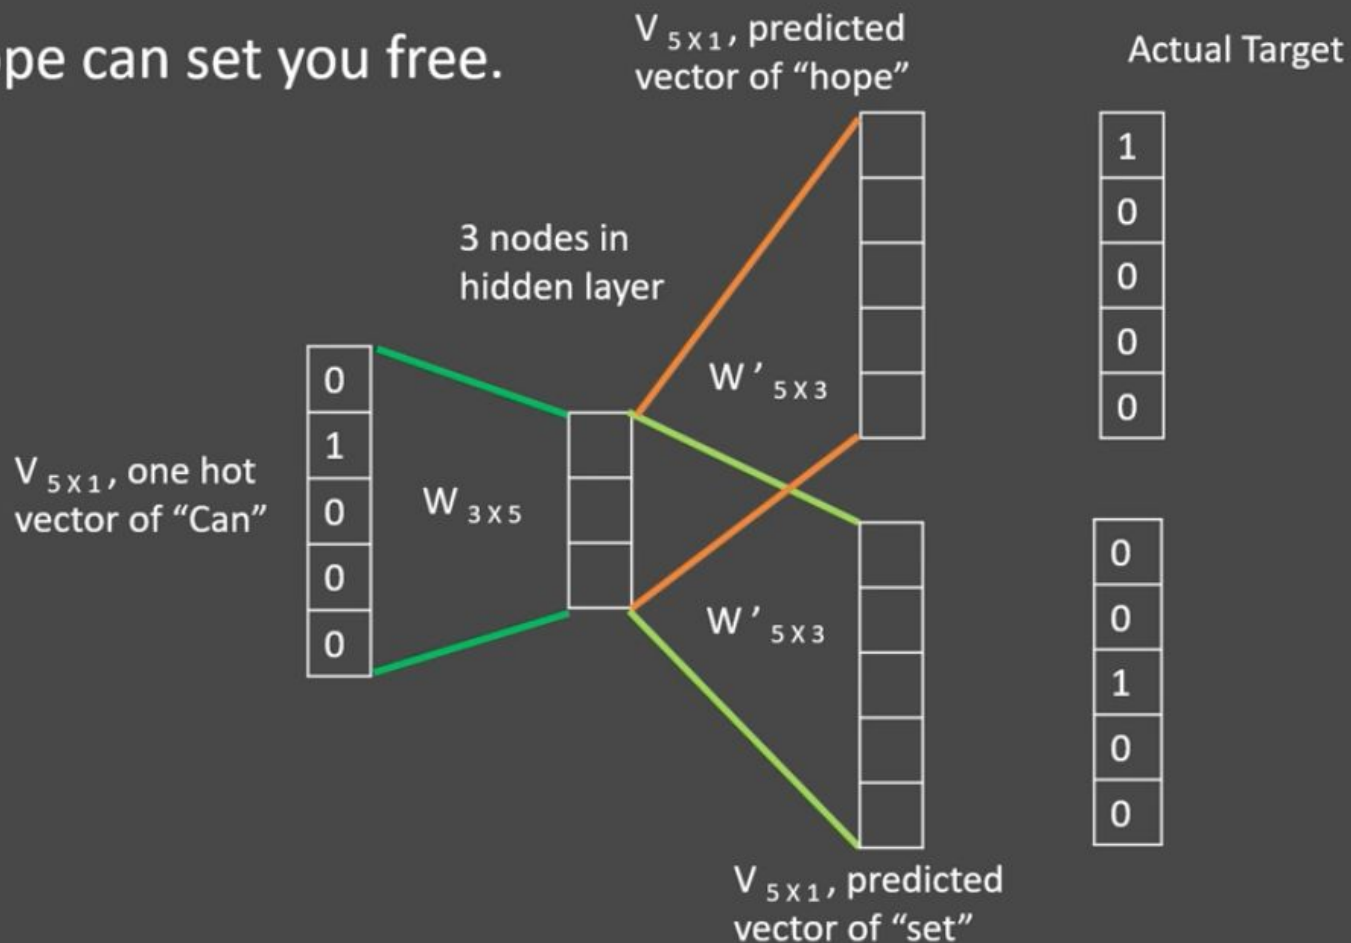 pe can set you free.
V 5 X 1, predicted
vector of “hope”
Actual Target
3 nodes in
hidden layer
1
0
0
0
0
W’ 5 X 3
0
1
0
0
0
V 5 X 1, one hot
vector of “Can”
W 3 X 5
W’ 5 X 3
0
0
1
0
0
V 5 X 1, predicted
vector of “set”